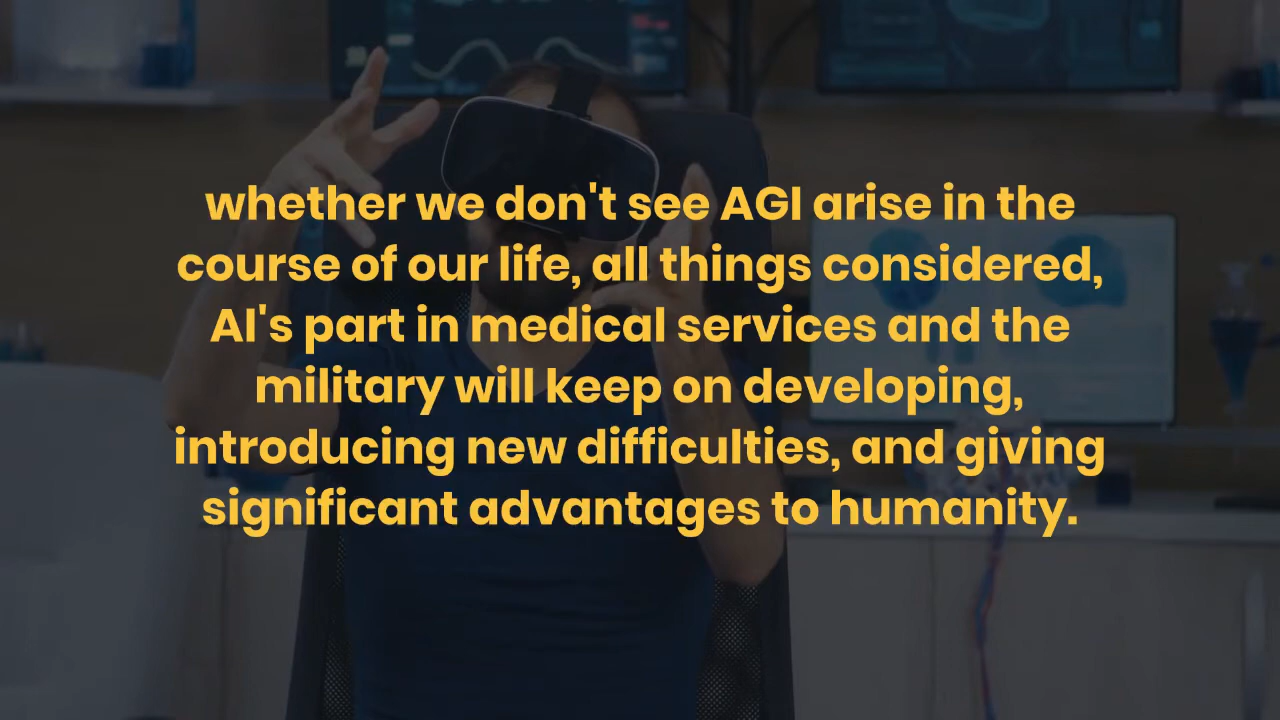 whether we don't see AGI arise in the
course of our life, all things considered,
AI's part in medical services and the
military will keep on developing,
introducing new difficulties, and giving
significant advantages to humanity.